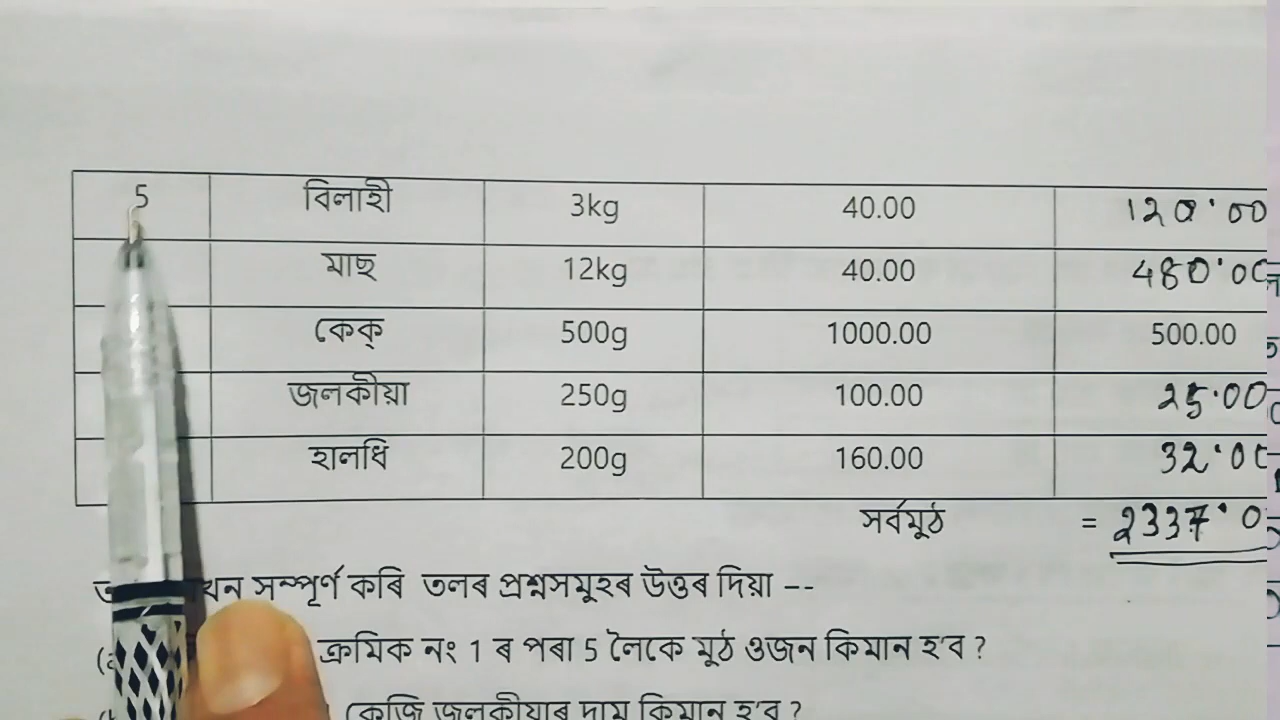 5 বিলাহী 3kg 40.00 120.00
মাছ 12kg 40.00 480.00
কেক্ 500g 1000.00 500.00
জলকীয়া 250g 100.00 25.00
হালধি 200g 160.00 32.00
সৰ্বমুঠ = 2337.0
সম্পূৰ্ণ কৰি তলৰ প্ৰশ্নসমূহৰ উত্তৰ দিয়া --
ক্ৰমিক নং 1 ৰ পৰা 5 লৈকে মুঠ ওজন কিমান হ'ব ?
কেজি জলকীয়াৰ দাম কিমান হ'ব ?